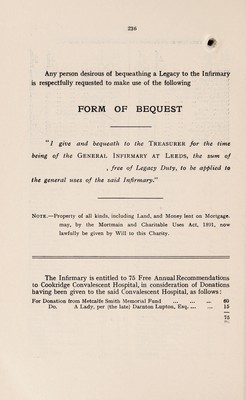 236
Any person desirous of bequeathing a Legacy to the Infirmary
is respectfully requested to make use of the following
FORM OF BEQUEST
"I give and bequeath to the TREASURER for the time
being of the GENERAL INFIRMARY AT LEEDS, the sum of
, free of Legacy Duty, to be applied to
the general uses of the said Infirmary."
NOTE.—Property of all kinds, including Land, and Money lent on Mortgage.
may, by the Mortmain and Charitable Uses Act, 1891, now
lawfully be given by Will to this Charity.
The Infirmary is entitled to 75 Free Annual Recommendations
to Cookridge Convalescent Hospital, in consideration of Donations
having been given to the said Convalescent Hospital, as follows:
For Donation from Metcalfe Smith Memorial Fund ... ... ... 60
Do. A Lady, per (the late) Darnton Lupton, Esq. ... ... 15
75